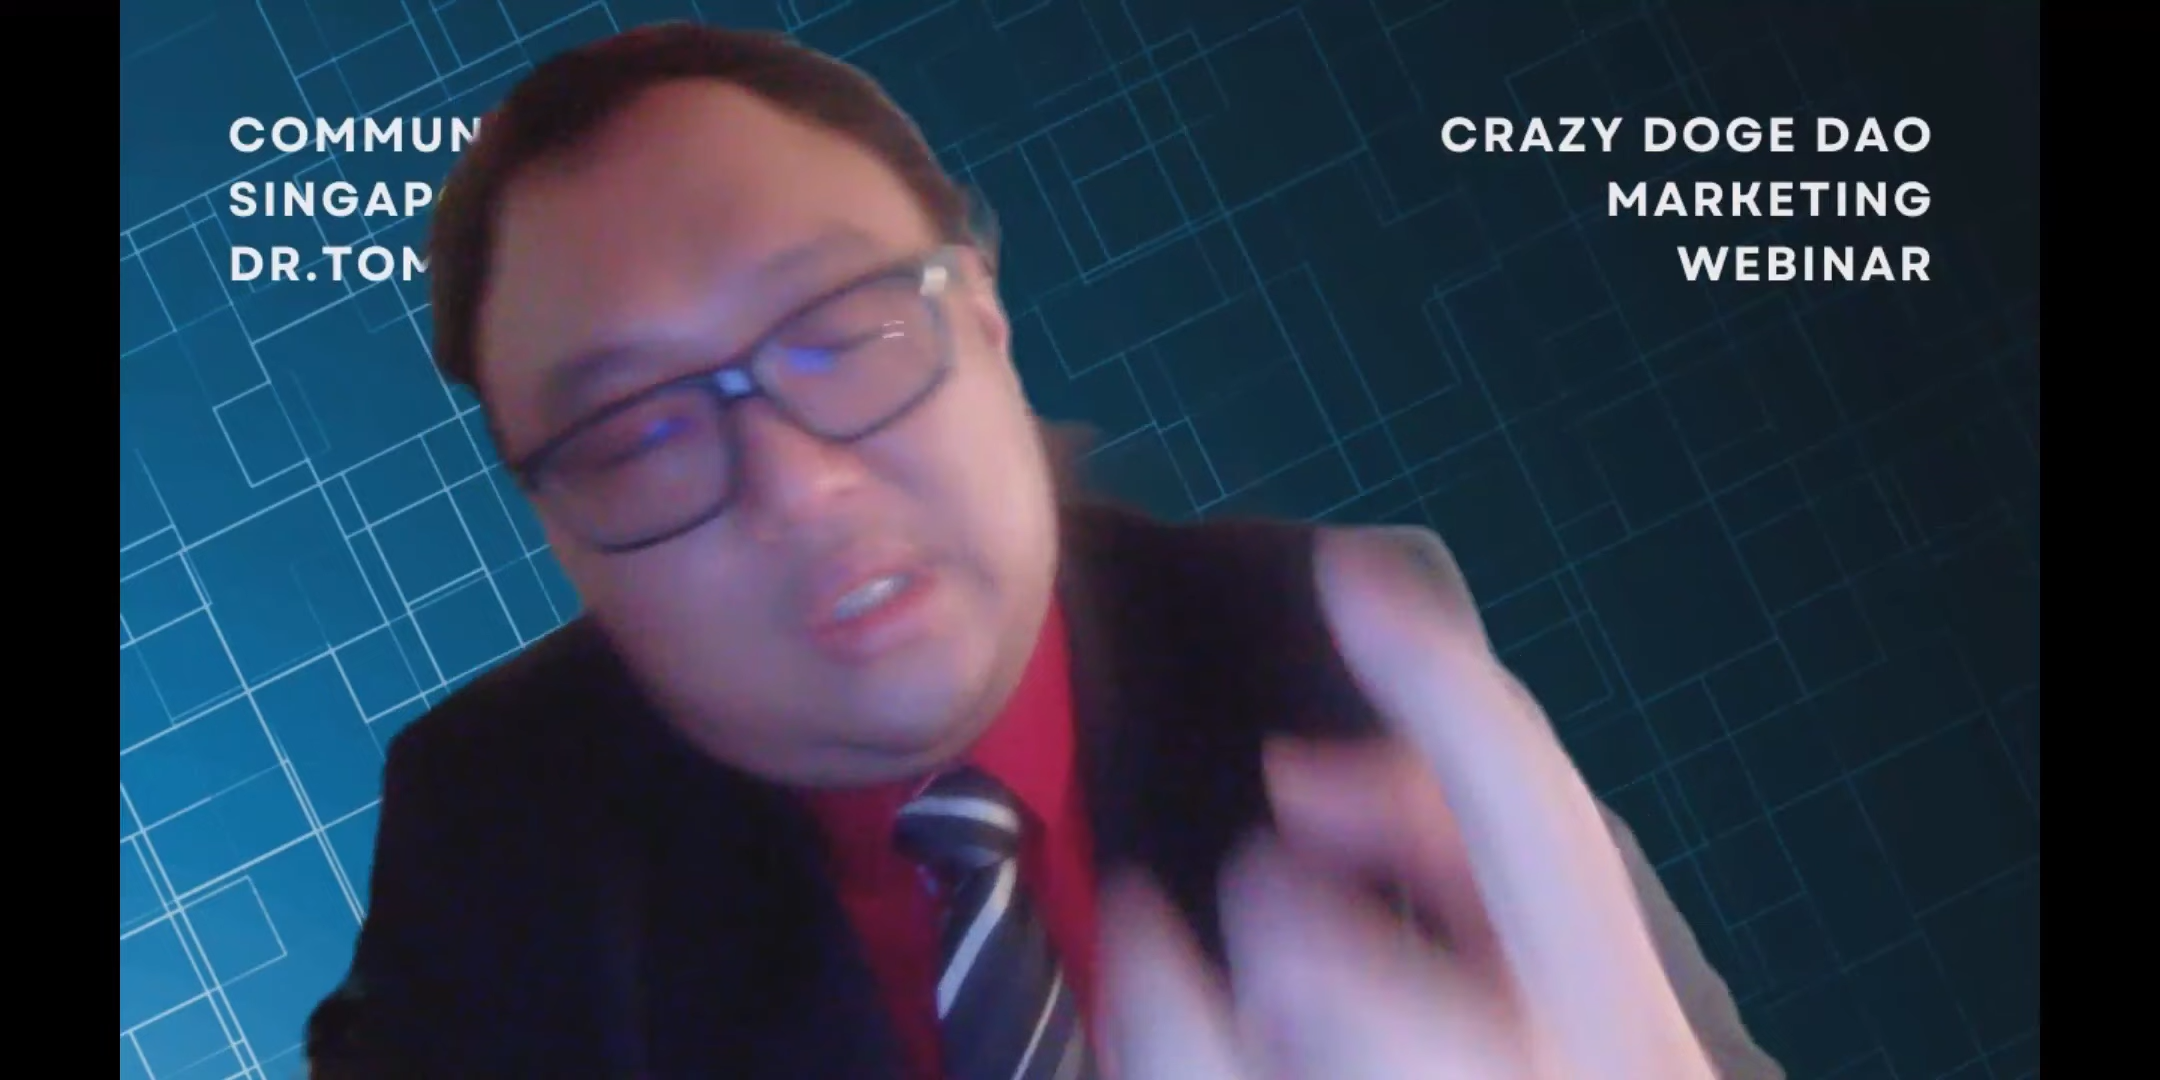 COMMUN
SINGAP
DR.TOM
CRAZY DOGE DAO
MARKETING
WEBINAR